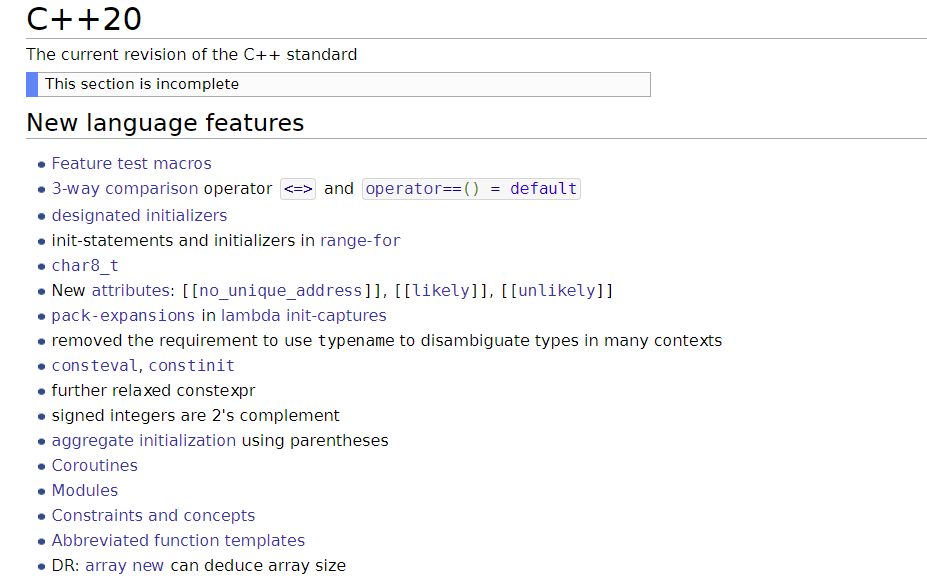 C++20
The current revision of the C++ standard
This section is incomplete
New language features
Feature test macros
3-way comparison operator <=> and operator==() = default
designated initializers
init-statements and initializers in range-for
char8_t
New attributes: [[no_unique_address]], [[likely]], [[unlikely]]
pack-expansions in lambda init-captures
removed the requirement to use typename to disambiguate types in many contexts
consteval, constinit
further relaxed constexpr
signed integers are 2's complement
aggregate initialization using parentheses
Coroutines
Modules
Constraints and concepts
Abbreviated function templates
DR: array new can deduce array size